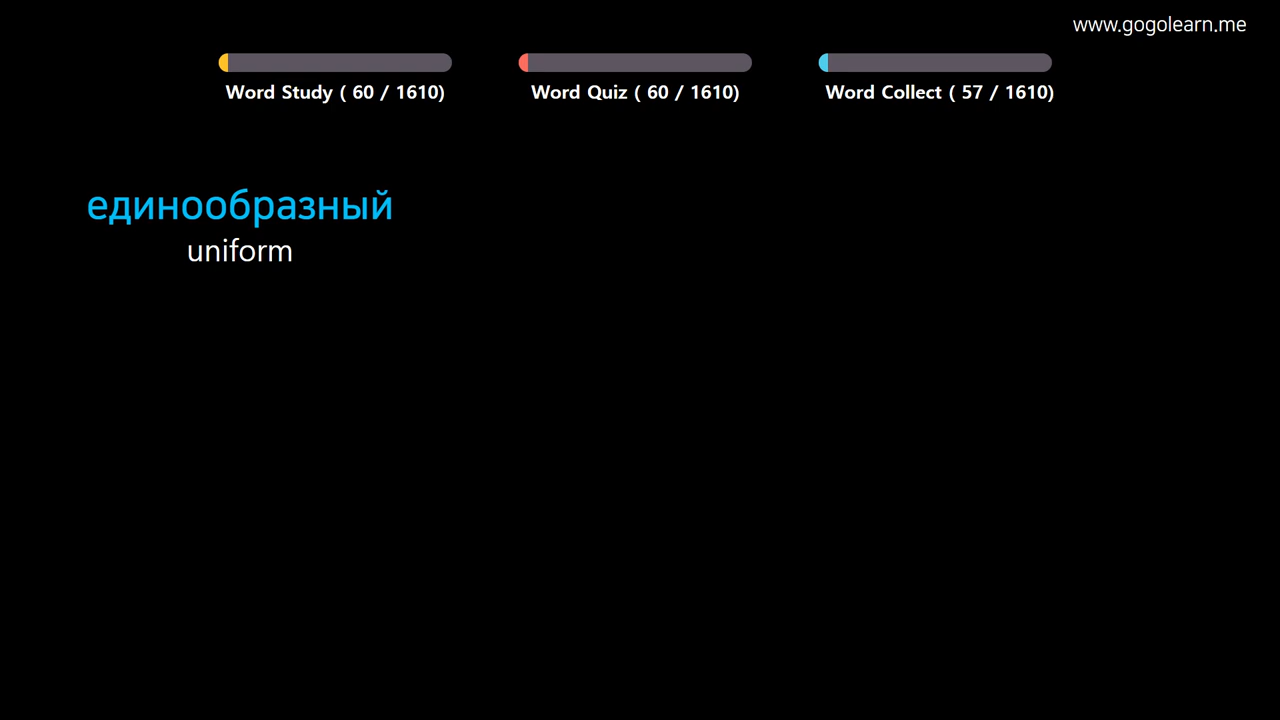 www.gogolearn.me
Word Study ( 60 / 1610)
Word Quiz ( 60 / 1610)
Word Collect ( 57 / 1610)
единообразный
uniform